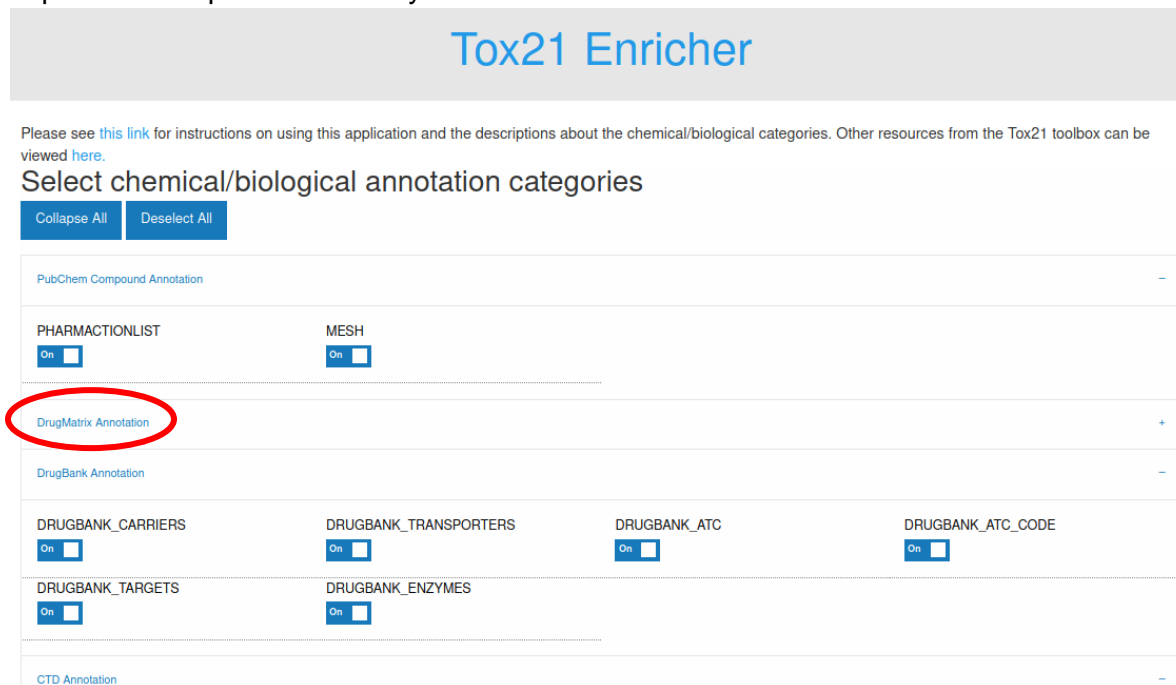 Tox21 Enricher
Please see this link for instructions on using this application and the descriptions about the chemical/biological categories. Other resources from the Tox21 toolbox can be
viewed here.
Select chemical/biological annotation categories
Collapse All Deselect All
PubChem Compound Annotation −
PHARMACTIONLIST MESH
On On
DrugMatrix Annotation +
DrugBank Annotation −
DRUGBANK_CARRIERS DRUGBANK_TRANSPORTERS DRUGBANK_ATC DRUGBANK_ATC_CODE
On On On On
DRUGBANK_TARGETS DRUGBANK_ENZYMES
On On
CTD Annotation −